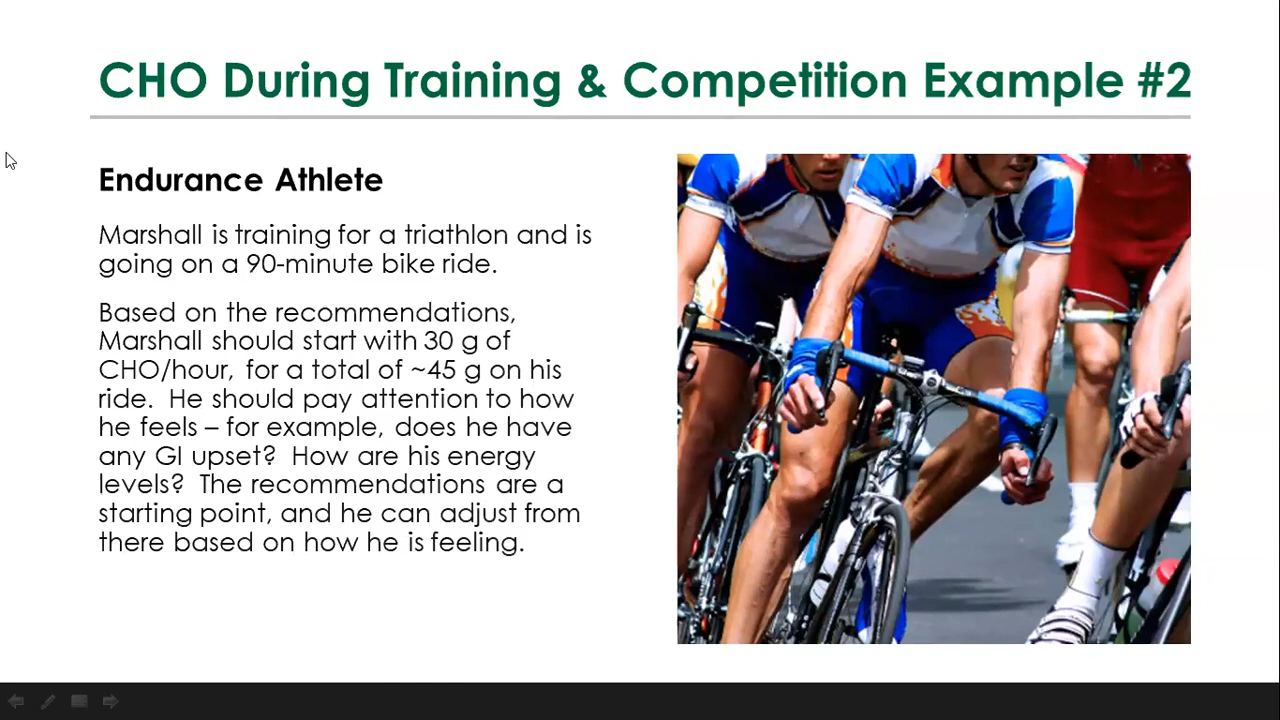 CHO During Training & Competition Example #2
Endurance Athlete
Marshall is training for a triathlon and is
going on a 90-minute bike ride.
Based on the recommendations,
Marshall should start with 30 g of
CHO/hour, for a total of ~45 g on his
ride.  He should pay attention to how
he feels – for example, does he have
any GI upset?  How are his energy
levels?  The recommendations are a
starting point, and he can adjust from
there based on how he is feeling.